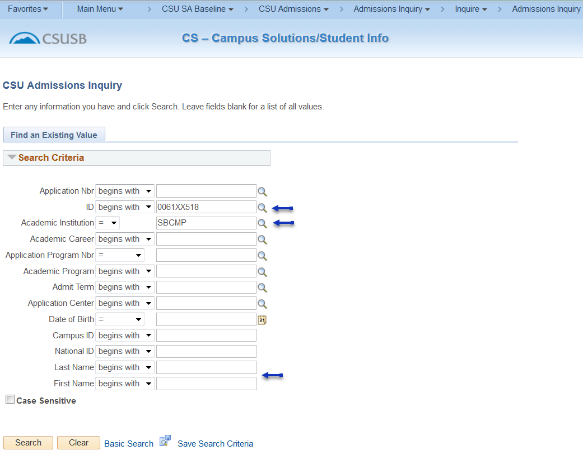 Favorites Main Menu > CSU SA Baseline > CSU Admissions > Admissions Inquiry > Inquire > Admissions Inquiry
CSUSB CS – Campus Solutions/Student Info
CSU Admissions Inquiry
Enter any information you have and click Search. Leave fields blank for a list of all values.
Find an Existing Value
Search Criteria
Application Nbr begins with
ID begins with 0061XX518
Academic Institution = SBCMP
Academic Career begins with
Application Program Nbr =
Academic Program begins with
Admit Term begins with
Application Center begins with
Date of Birth = 31
Campus ID begins with
National ID begins with
Last Name begins with
First Name begins with
Case Sensitive
Search Clear Basic Search Save Search Criteria